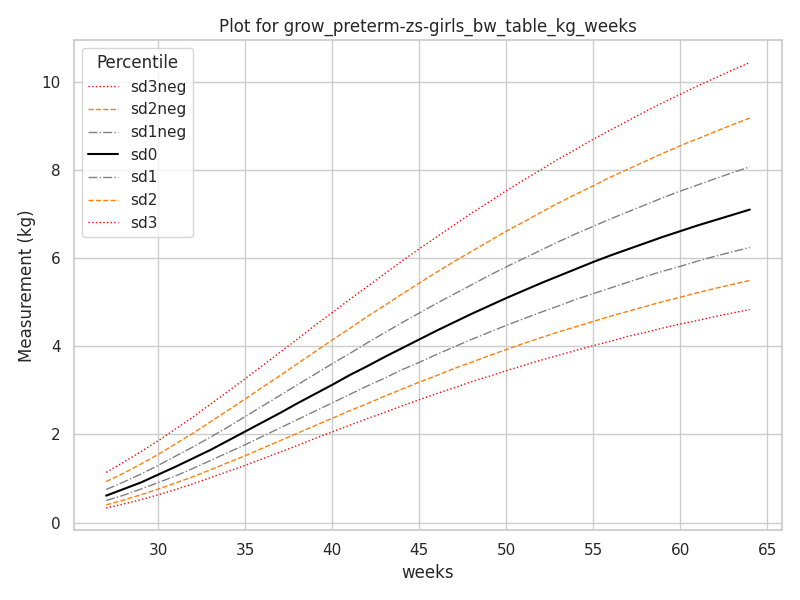 Plot for grow_preterm-zs-girls_bw_table_kg_weeks
Percentile
sd3neg
sd2neg
sd1neg
sd0
sd1
sd2
sd3
Measurement (kg)
10
8
6
4
2
0
30 35 40 45 50 55 60 65
weeks